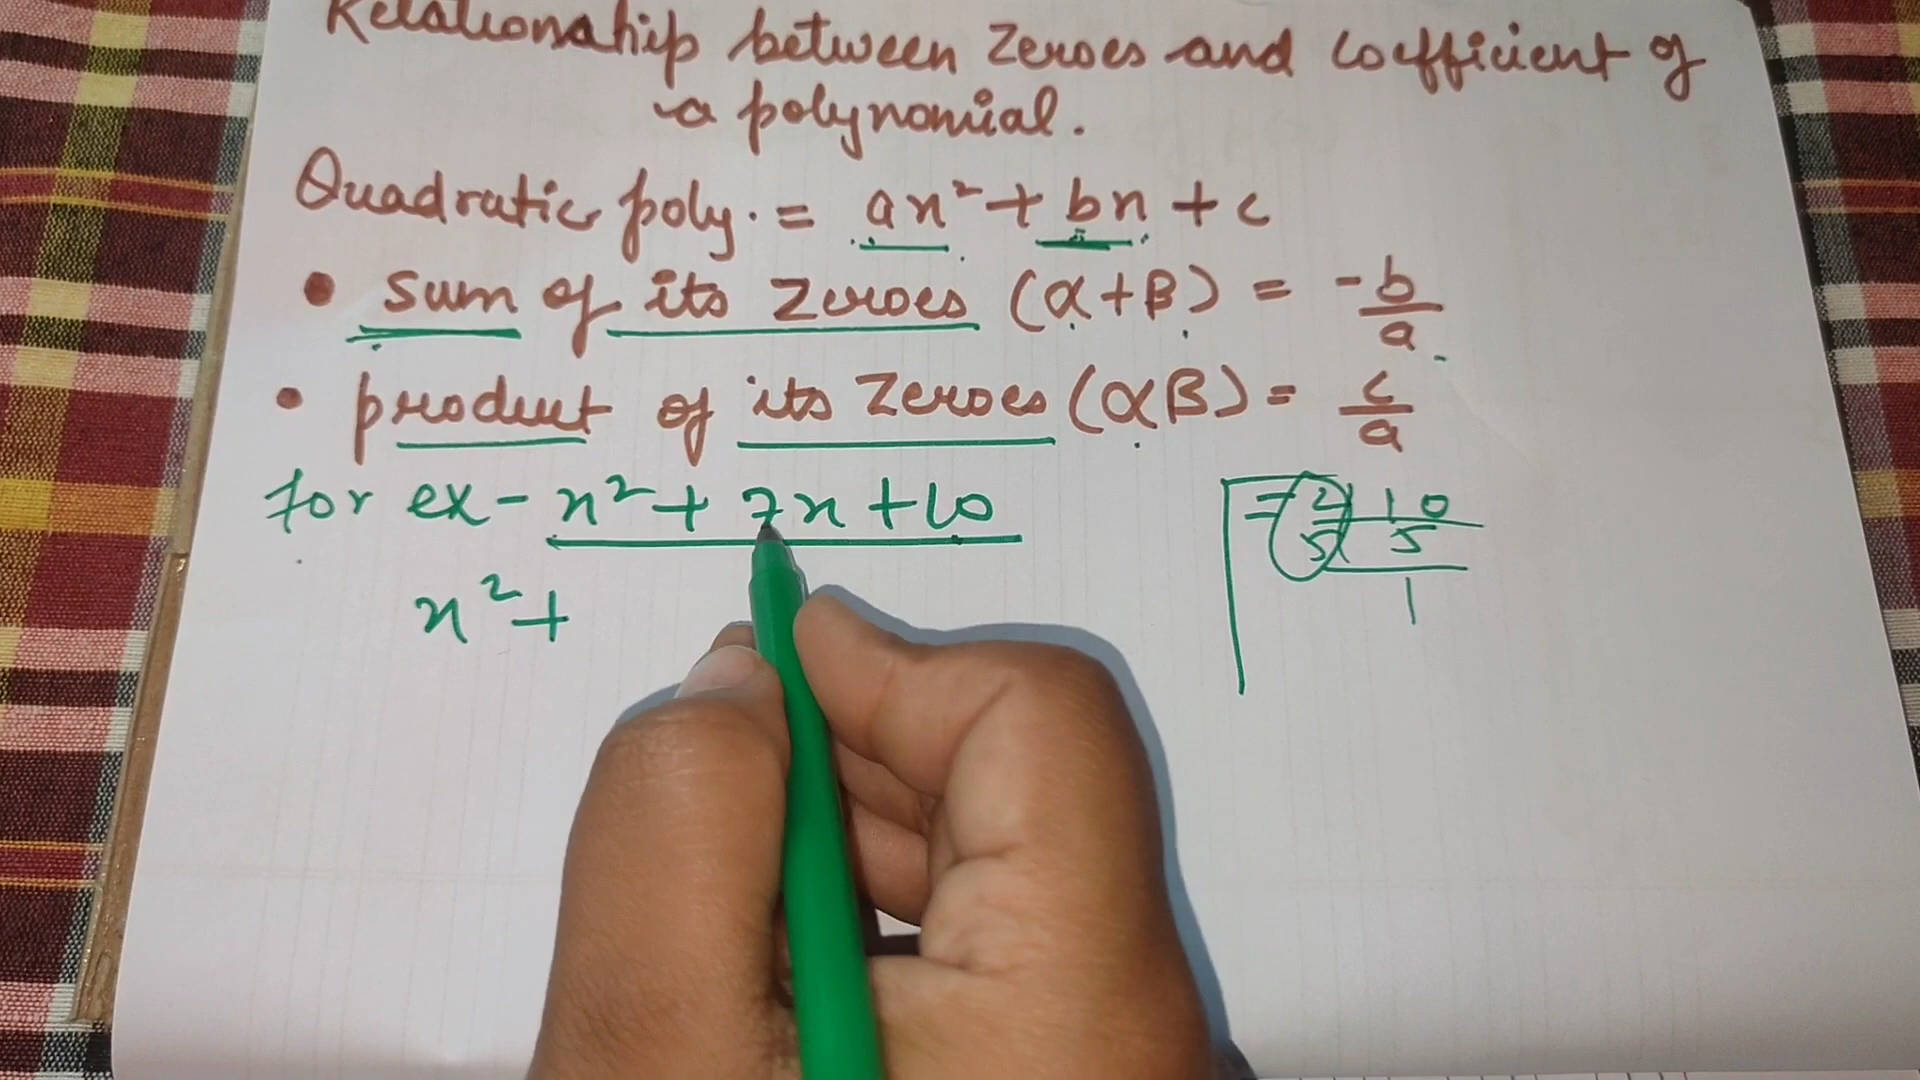 Relationship between Zeroes and coefficient of
a polynomial.
Quadratic poly. = ax² + bx + c
• sum of its zeroes (α+β) = -b/a
• product of its zeroes (αβ) = c/a
for ex - x² + 7x + 10
= 2 | 10
5 | 5
1
x² +